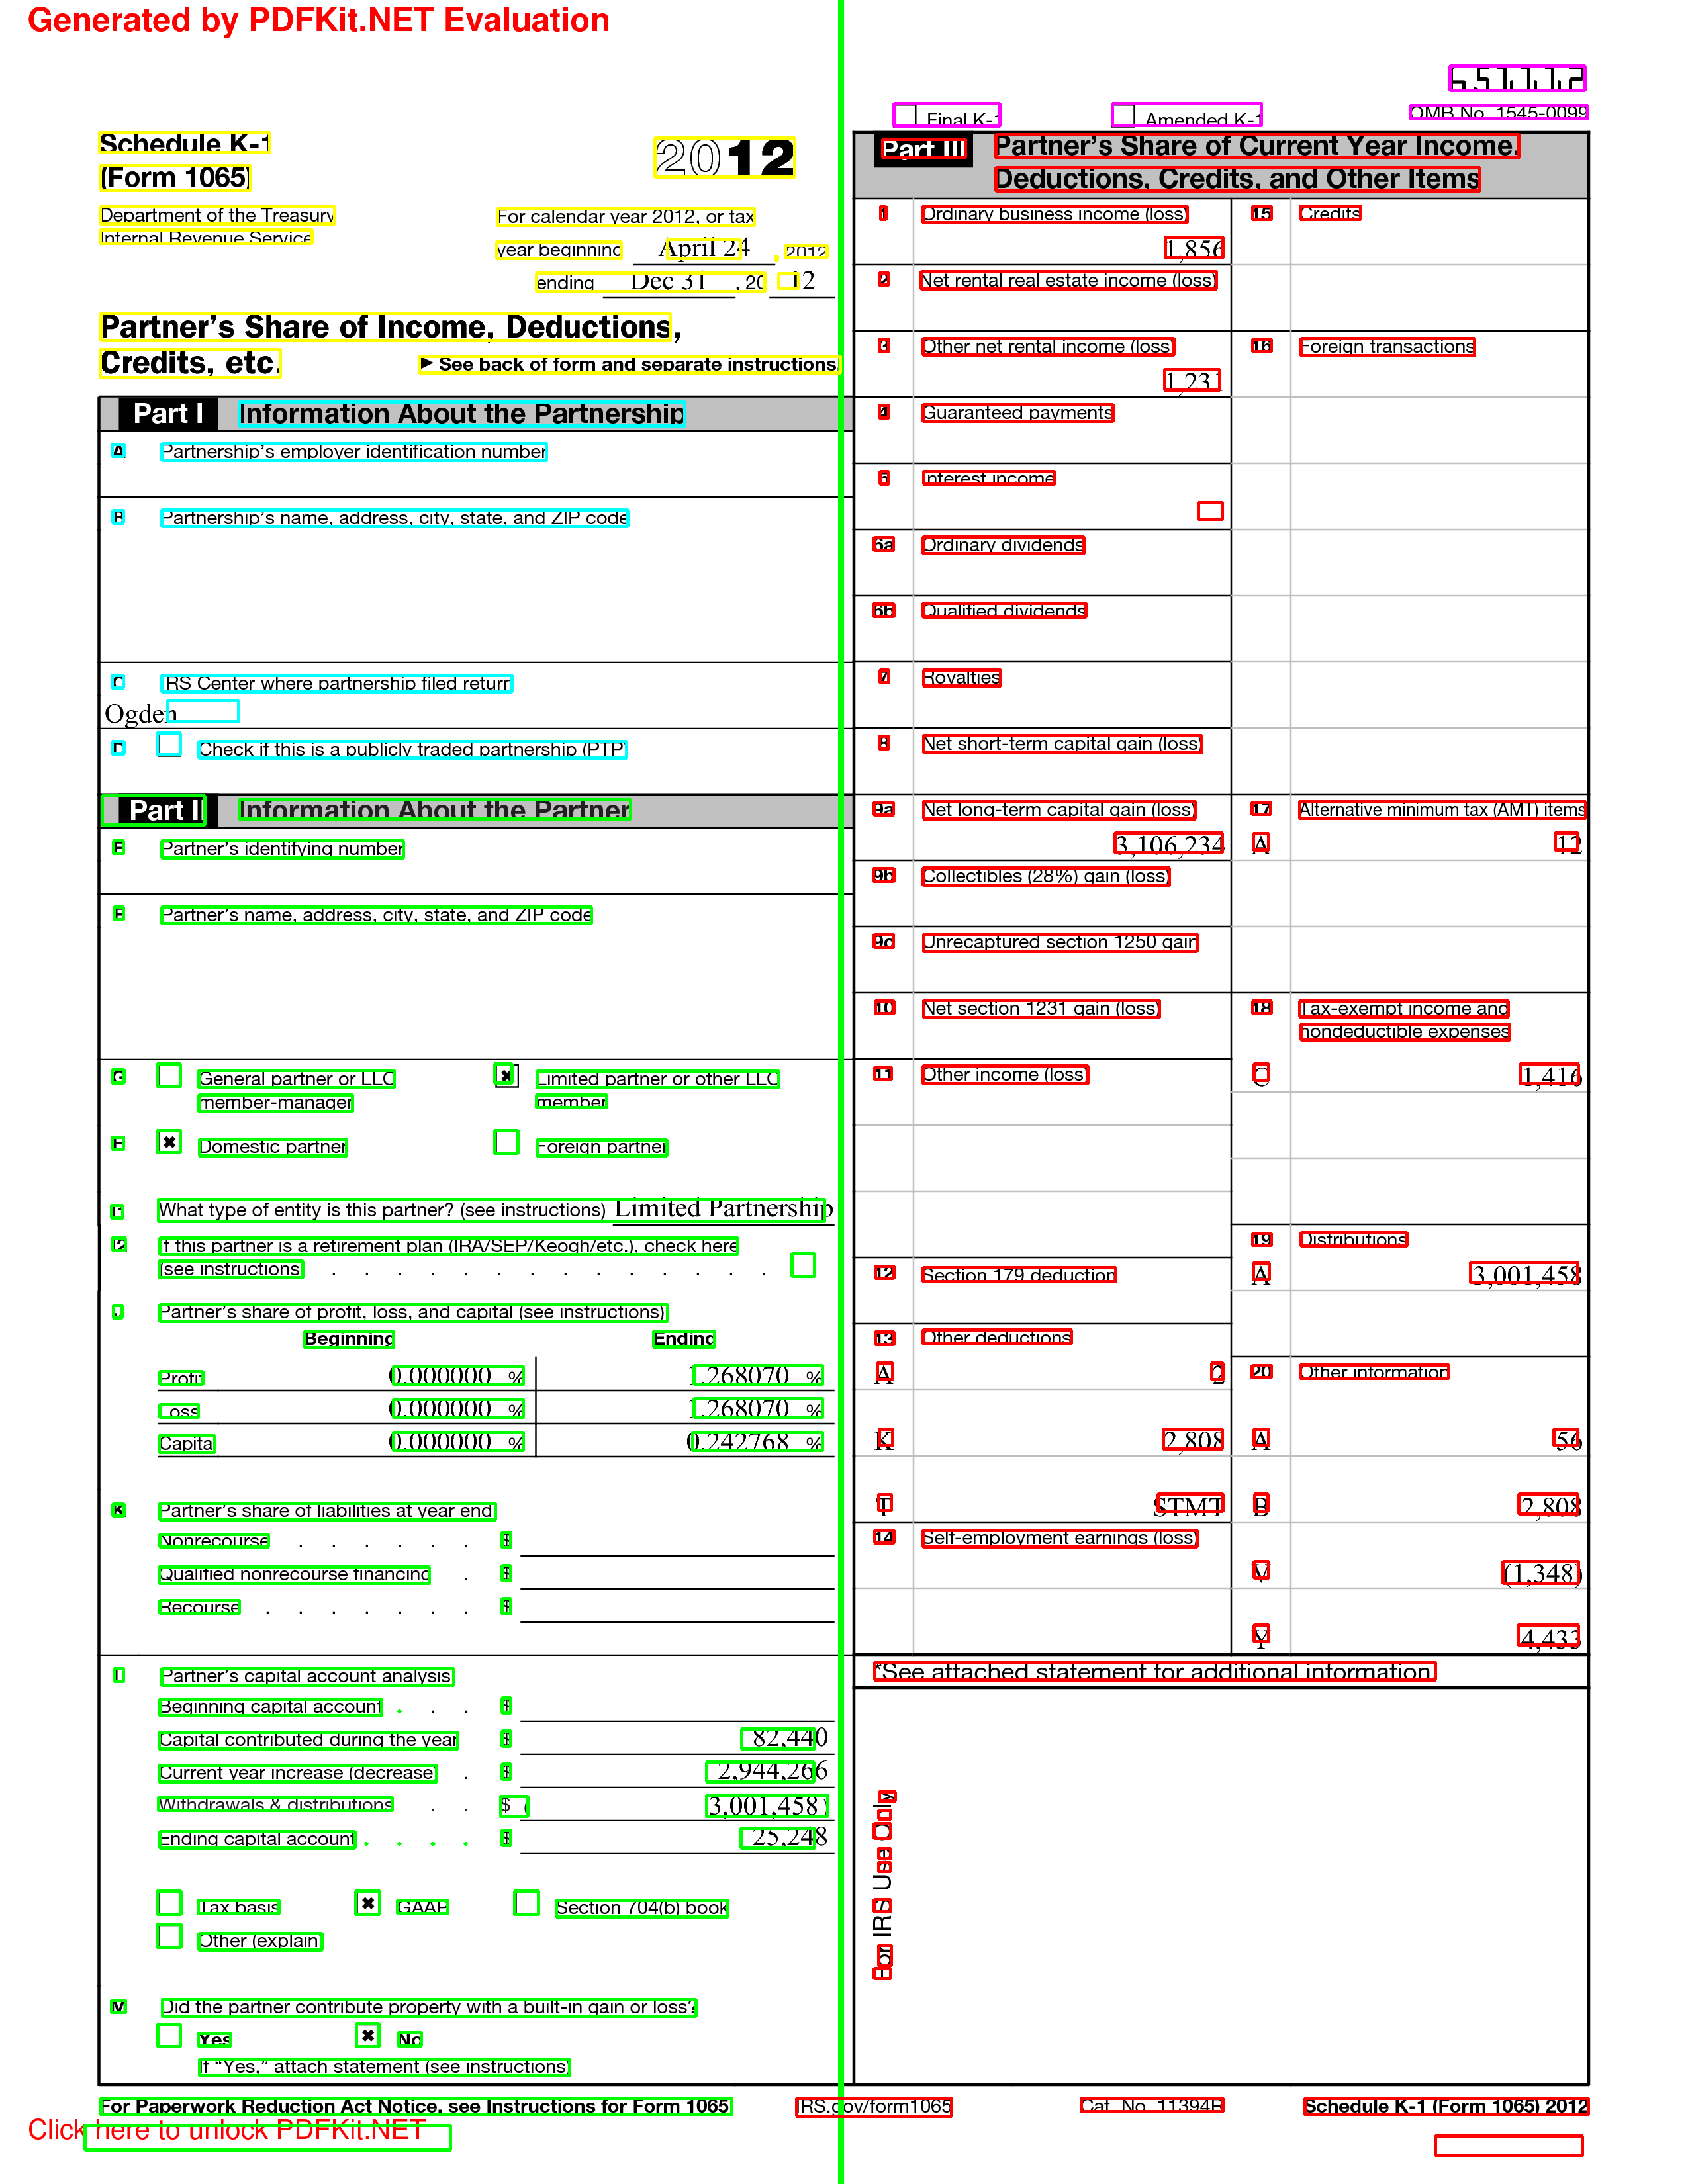 Generated by PDFKit.NET Evaluation
651112
Final K-1
Amended K-1
OMB No. 1545-0099
Schedule K-1
(Form 1065)
2012
Department of the Treasury
Internal Revenue Service
For calendar year 2012, or tax
year beginning April 24 , 2012
ending Dec 31 , 20 12
Partner's Share of Income, Deductions,
Credits, etc.
► See back of form and separate instructions.
Part I Information About the Partnership
A Partnership's employer identification number
B Partnership's name, address, city, state, and ZIP code
C IRS Center where partnership filed return
Ogden
D Check if this is a publicly traded partnership (PTP)
Part II Information About the Partner
E Partner's identifying number
F Partner's name, address, city, state, and ZIP code
G General partner or LLC
member-manager
✖ Limited partner or other LLC
member
H ✖ Domestic partner
Foreign partner
I1 What type of entity is this partner? (see instructions) Limited Partnership
I2 If this partner is a retirement plan (IRA/SEP/Keogh/etc.), check here
(see instructions) . . . . . . . . . . . . . .
J Partner's share of profit, loss, and capital (see instructions)
Beginning Ending
Profit 0.000000 % 1.268070 %
Loss 0.000000 % 1.268070 %
Capital 0.000000 % 0.242768 %
K Partner's share of liabilities at year end
Nonrecourse . . . . . . $
Qualified nonrecourse financing . $
Recourse . . . . . . . $
L Partner's capital account analysis
Beginning capital account . . . $
Capital contributed during the year $ 82,440
Current year increase (decrease) . $ 2,944,266
Withdrawals & distributions . . $ ( 3,001,458 )
Ending capital account . . . . $ 25,248
Tax basis ✖ GAAP Section 704(b) book
Other (explain)
M Did the partner contribute property with a built-in gain or loss?
Yes ✖ No
If "Yes," attach statement (see instructions)
Part III Partner's Share of Current Year Income,
Deductions, Credits, and Other Items
1 Ordinary business income (loss)
1,856
2 Net rental real estate income (loss)
3 Other net rental income (loss)
1,231
4 Guaranteed payments
5 Interest income
6a Ordinary dividends
6b Qualified dividends
7 Royalties
8 Net short-term capital gain (loss)
9a Net long-term capital gain (loss)
3,106,234
9b Collectibles (28%) gain (loss)
9c Unrecaptured section 1250 gain
10 Net section 1231 gain (loss)
11 Other income (loss)
12 Section 179 deduction
13 Other deductions
A 2
K 2,808
T STMT
14 Self-employment earnings (loss)
15 Credits
16 Foreign transactions
17 Alternative minimum tax (AMT) items
A 12
18 Tax-exempt income and
nondeductible expenses
C 1,416
19 Distributions
A 3,001,458
20 Other information
A 56
B 2,808
V (1,348)
Y 4,433
*See attached statement for additional information.
For IRS Use Only
For Paperwork Reduction Act Notice, see Instructions for Form 1065.
IRS.gov/form1065
Cat. No. 11394R
Schedule K-1 (Form 1065) 2012
Click here to unlock PDFKit.NET